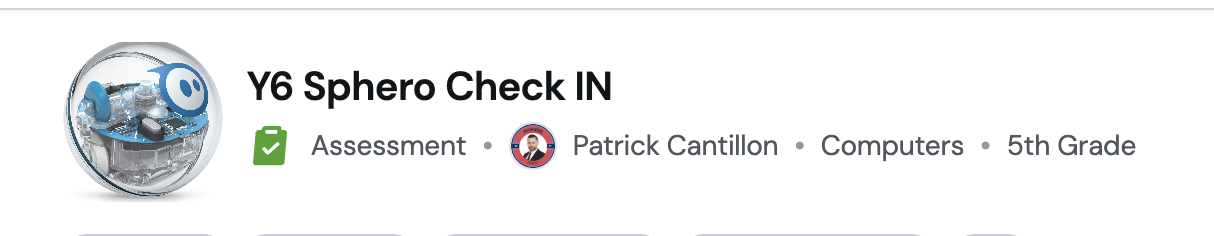 Y6 Sphero Check IN
Assessment • Patrick Cantillon • Computers • 5th Grade